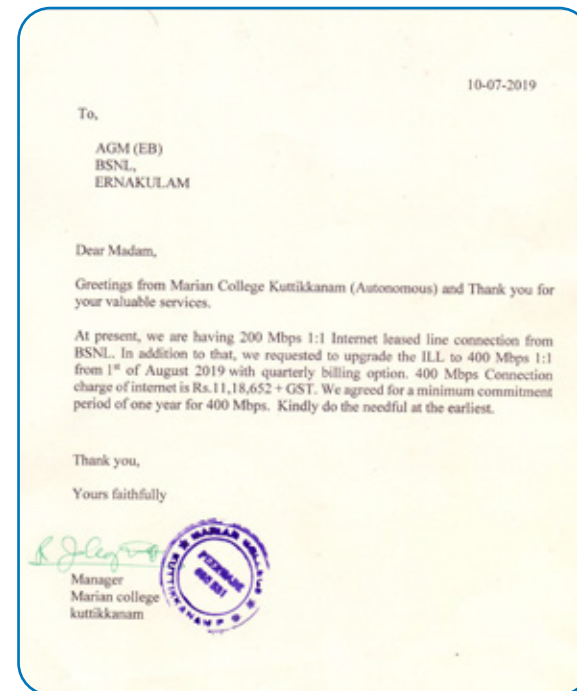 10-07-2019
To,
AGM (EB)
BSNL,
ERNAKULAM
Dear Madam,
Greetings from Marian College Kuttikkanam (Autonomous) and Thank you for
your valuable services.
At present, we are having 200 Mbps 1:1 Internet leased line connection from
BSNL. In addition to that, we requested to upgrade the ILL to 400 Mbps 1:1
from 1st of August 2019 with quarterly billing option. 400 Mbps Connection
charge of internet is Rs.11,18,652 + GST. We agreed for a minimum commitment
period of one year for 400 Mbps. Kindly do the needful at the earliest.
Thank you,
Yours faithfully
Manager
Marian college
kuttikkanam
MARIAN COLLEGE
KUTTIKKANAM P O
PEERMADE